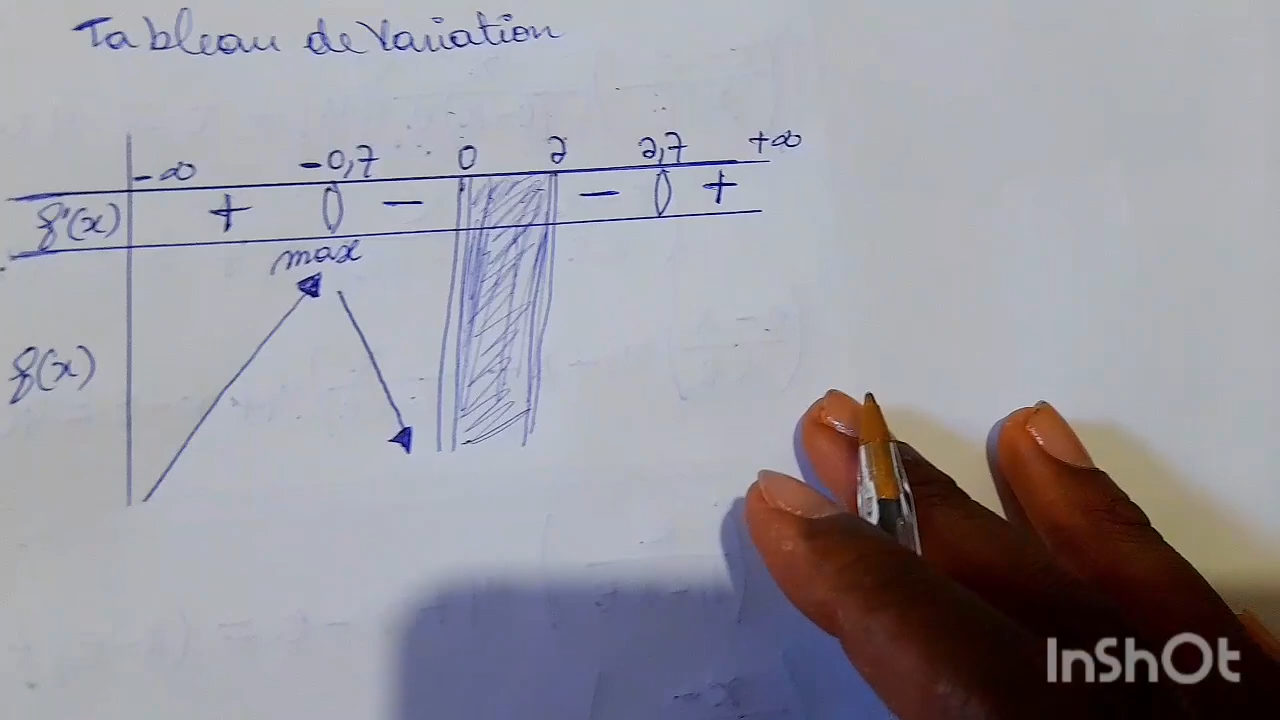 Tableau de variation
-∞ -0,7 0 2 2,7 +∞
f'(x) + 0 - - 0 +
max
f(x)
InShOt